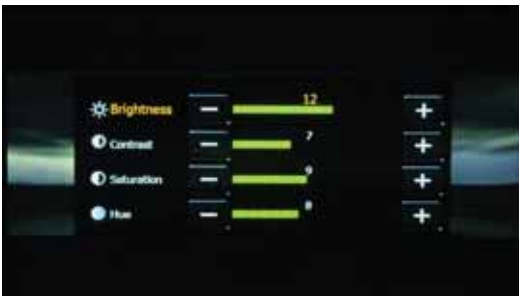 Brightness − 12 +
Contrast − 7 +
Saturation − 9 +
Hue − 8 +